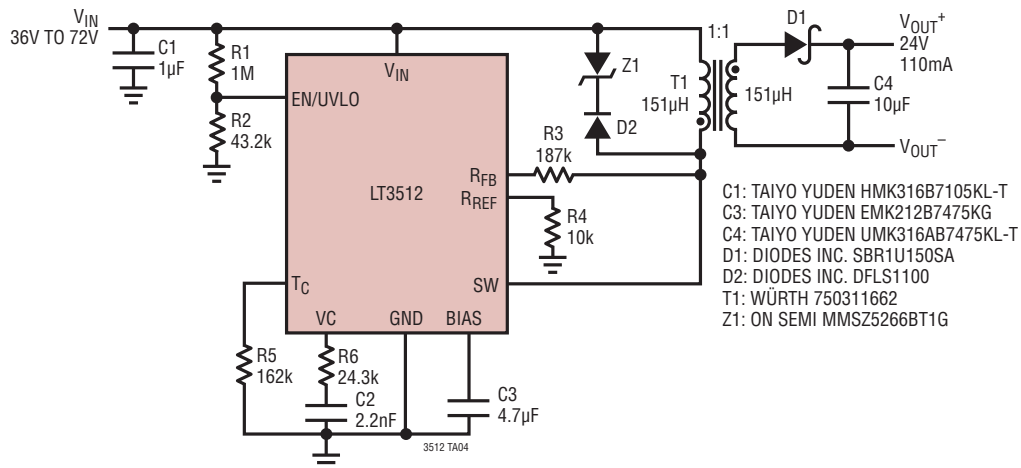 VIN
36V TO 72V
C1
1µF
R1
1M
R2
43.2k
VIN
EN/UVLO
LT3512
RFB
RREF
SW
TC
VC
GND
BIAS
Z1
D2
R3
187k
R4
10k
1:1
T1
151µH
151µH
D1
VOUT+
24V
110mA
C4
10µF
VOUT–
R5
162k
R6
24.3k
C2
2.2nF
C3
4.7µF
3512 TA04
C1: TAIYO YUDEN HMK316B7105KL-T
C3: TAIYO YUDEN EMK212B7475KG
C4: TAIYO YUDEN UMK316AB7475KL-T
D1: DIODES INC. SBR1U150SA
D2: DIODES INC. DFLS1100
T1: WÜRTH 750311662
Z1: ON SEMI MMSZ5266BT1G